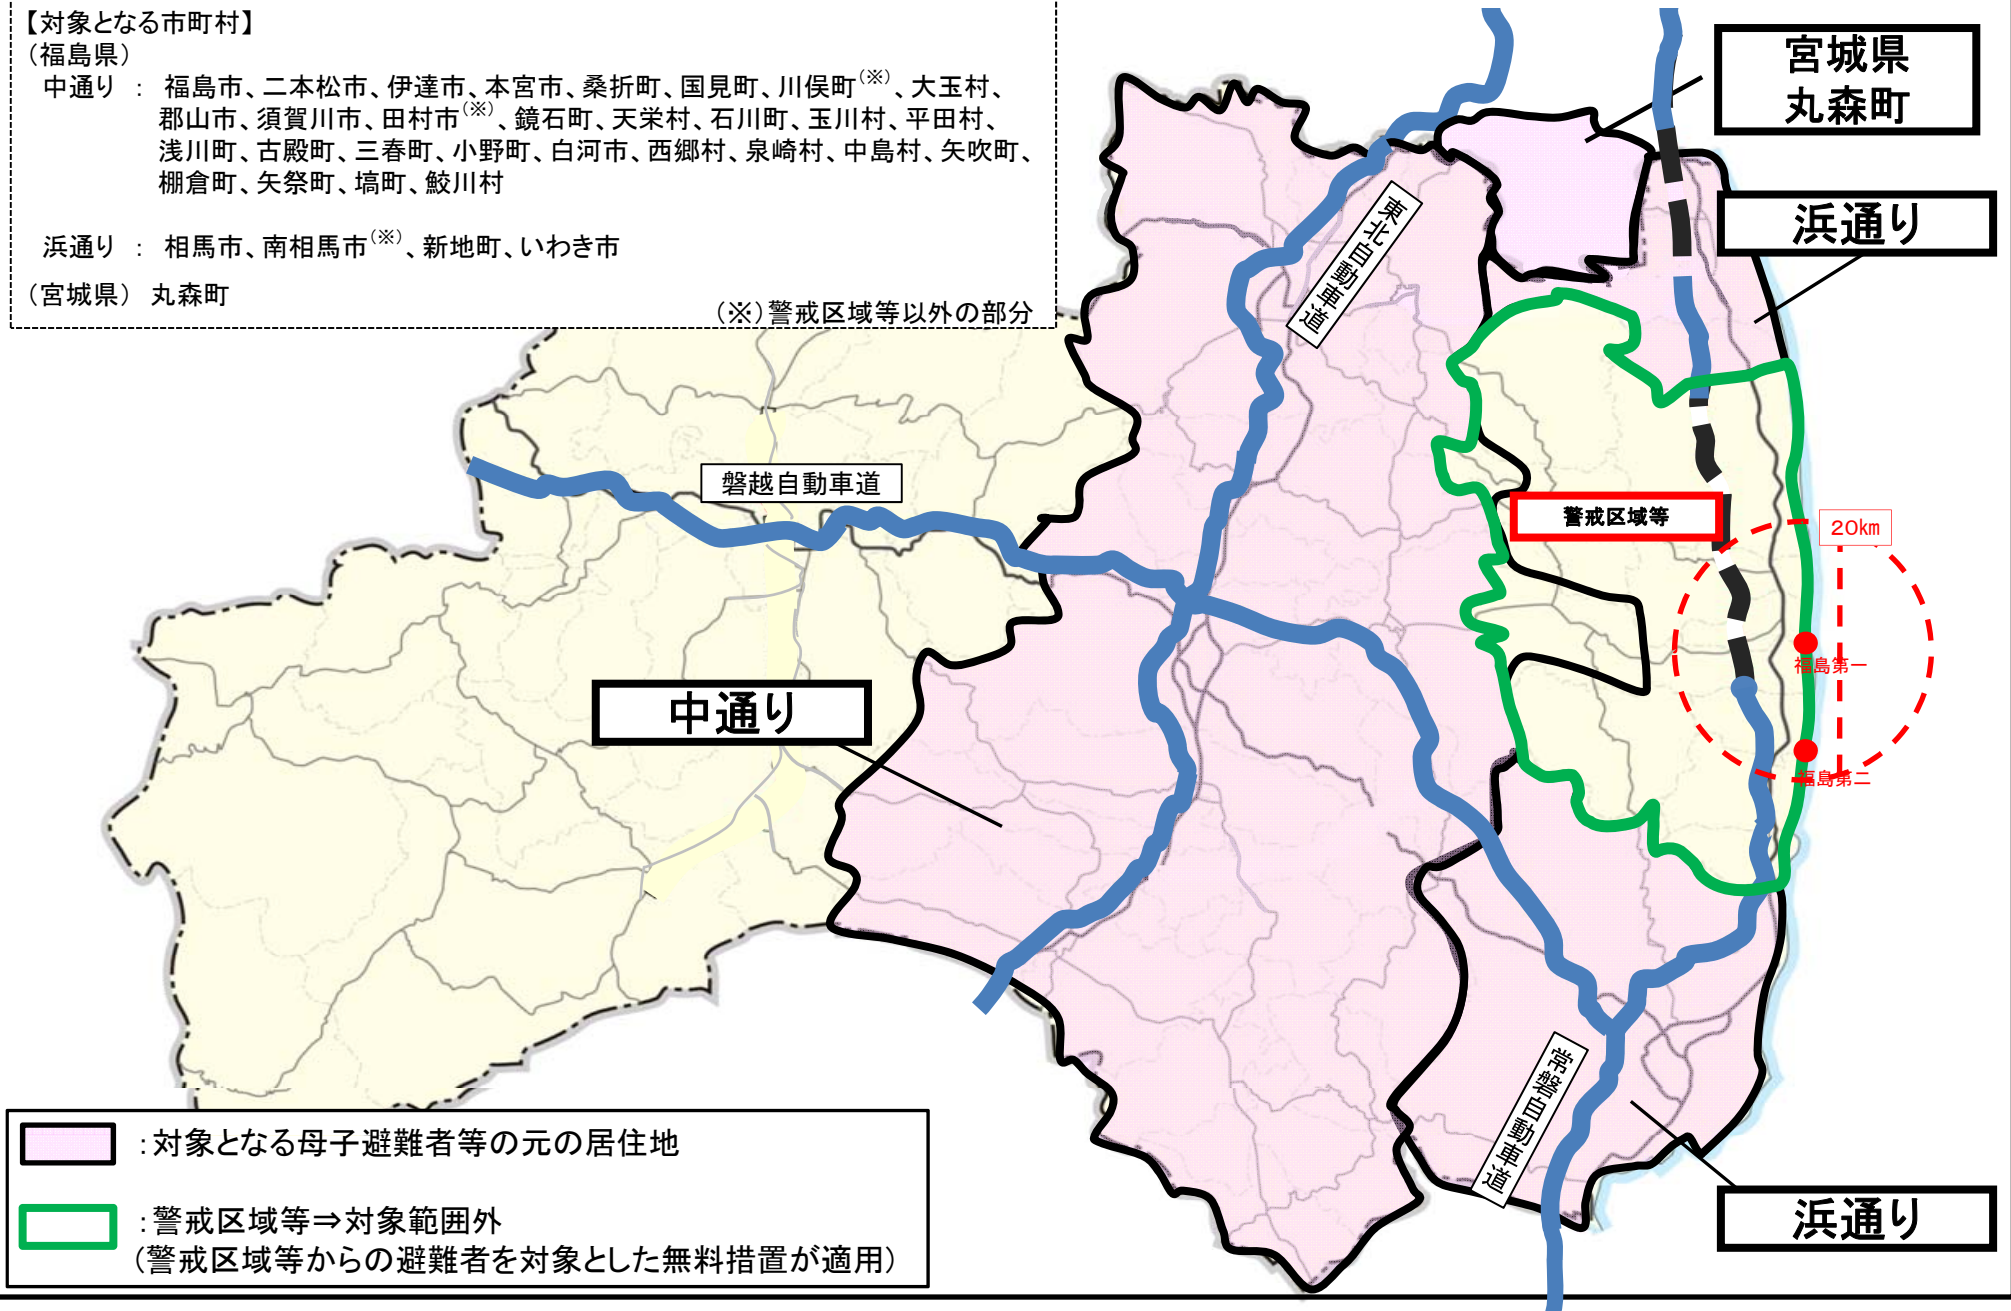 【対象となる市町村】
（福島県）
中通り ： 福島市、二本松市、伊達市、本宮市、桑折町、国見町、川俣町(※)、大玉村、
郡山市、須賀川市、田村市(※)、鏡石町、天栄村、石川町、玉川村、平田村、
浅川町、古殿町、三春町、小野町、白河市、西郷村、泉崎村、中島村、矢吹町、
棚倉町、矢祭町、塙町、鮫川村
浜通り ： 相馬市、南相馬市(※)、新地町、いわき市
（宮城県） 丸森町
(※)警戒区域等以外の部分
宮城県
丸森町
浜通り
東北自動車道
磐越自動車道
警戒区域等
20㎞
福島第一
中通り
福島第二
常磐自動車道
浜通り
：対象となる母子避難者等の元の居住地
：警戒区域等⇒対象範囲外
（警戒区域等からの避難者を対象とした無料措置が適用）